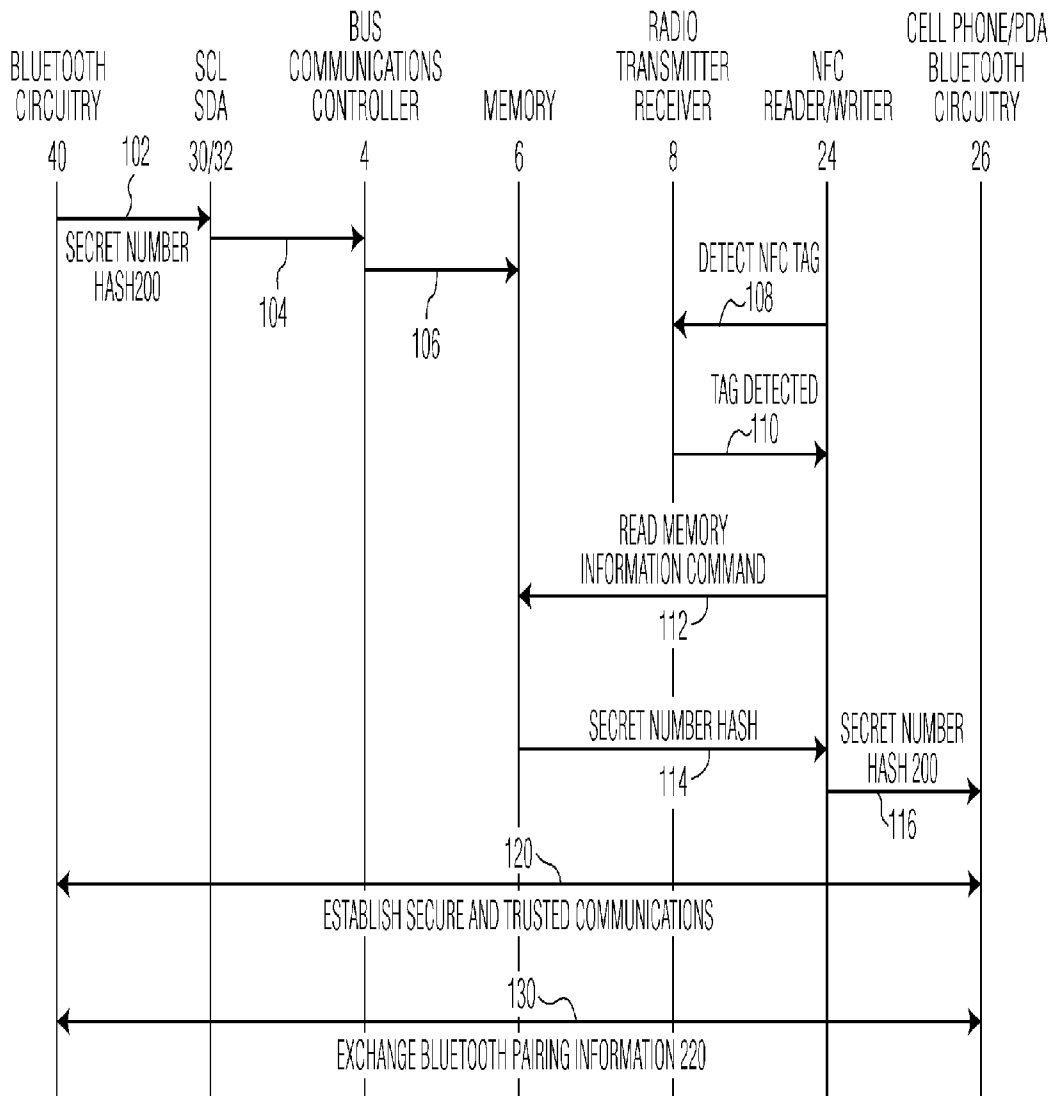 BLUETOOTH
CIRCUITRY
40
SCL
SDA
30/32
BUS
COMMUNICATIONS
CONTROLLER
4
MEMORY
6
RADIO
TRANSMITTER
RECEIVER
8
NFC
READER/WRITER
24
CELL PHONE/PDA
BLUETOOTH
CIRCUITRY
26
102
SECRET NUMBER
HASH200
104
106
DETECT NFC TAG
108
TAG DETECTED
110
READ MEMORY
INFORMATION COMMAND
112
SECRET NUMBER HASH
114
SECRET NUMBER
HASH 200
116
120
ESTABLISH SECURE AND TRUSTED COMMUNICATIONS
130
EXCHANGE BLUETOOTH PAIRING INFORMATION 220